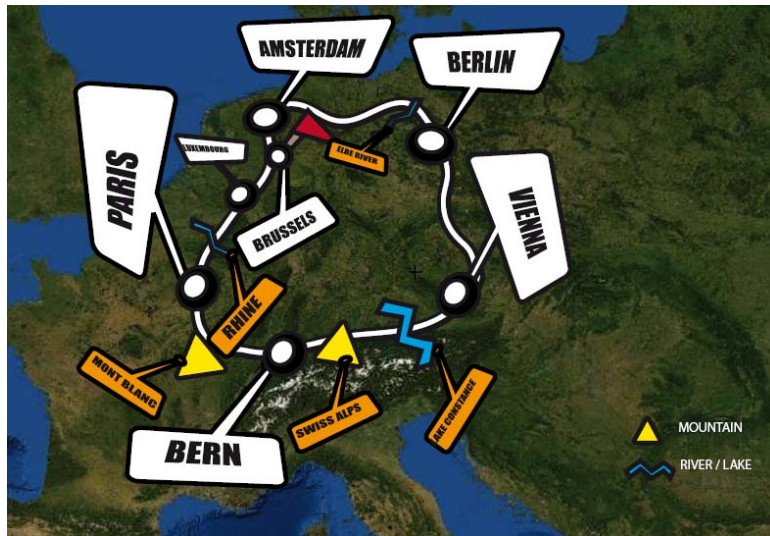 AMSTERDAM
BERLIN
LUXEMBOURG
ELBE RIVER
PARIS
BRUSSELS
VIENNA
RHINE
MONT BLANC
SWISS ALPS
LAKE CONSTANCE
BERN
MOUNTAIN
RIVER / LAKE